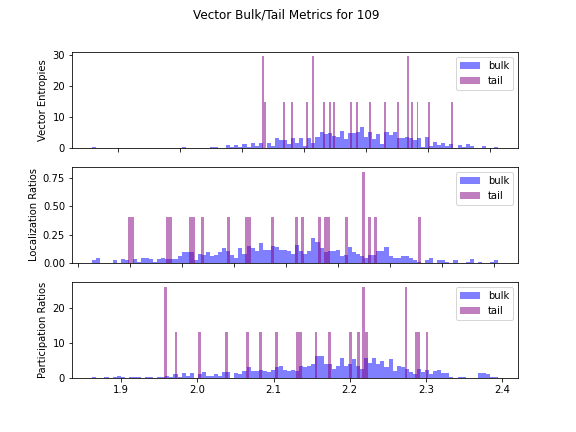 Vector Bulk/Tail Metrics for 109
30
20
10
0
Vector Entropies
bulk
tail
0.75
0.50
0.25
0.00
Localization Ratios
bulk
tail
20
10
0
Participation Ratios
bulk
tail
1.9 2.0 2.1 2.2 2.3 2.4